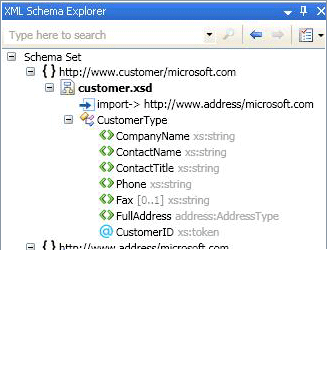 XML Schema Explorer
Type here to search
Schema Set
{ } http://www.customer/microsoft.com
customer.xsd
import-> http://www.address/microsoft.com
CustomerType
CompanyName xs:string
ContactName xs:string
ContactTitle xs:string
Phone xs:string
Fax [0..1] xs:string
FullAddress address:AddressType
@ CustomerID xs:token
{ } http://www.address/microsoft.com